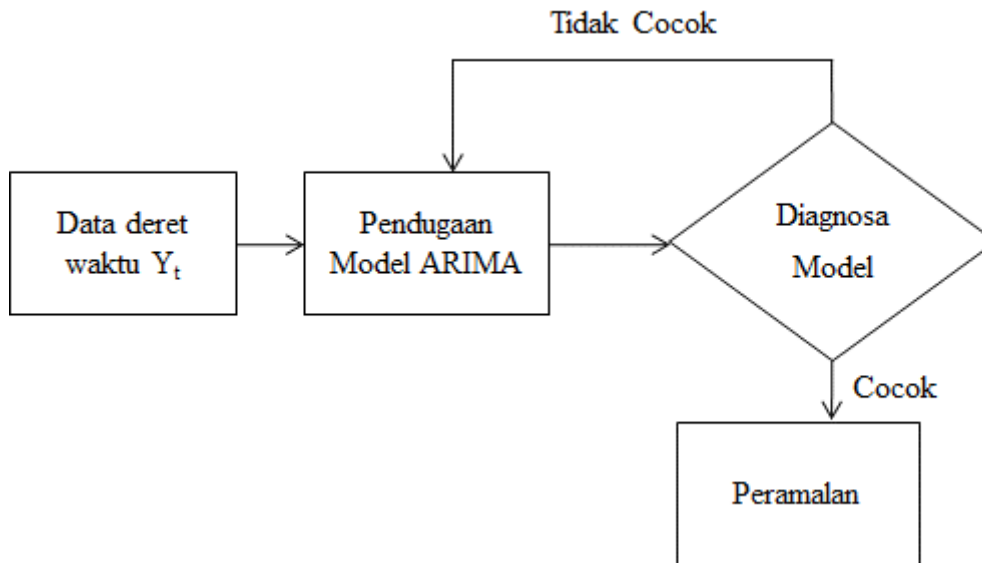 Tidak Cocok
Data deret
waktu Yₜ
Pendugaan
Model ARIMA
Diagnosa
Model
Cocok
Peramalan